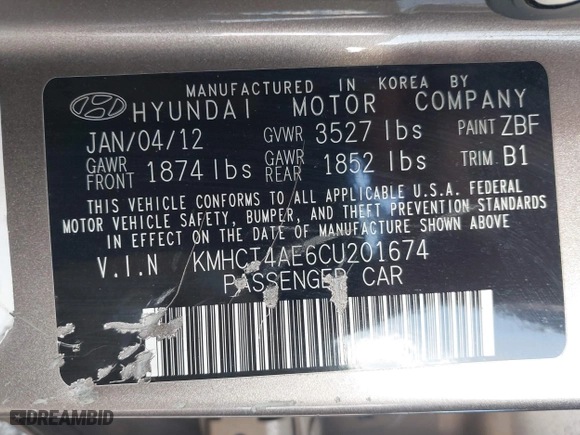 MANUFACTURED IN KOREA BY
HYUNDAI MOTOR COMPANY
JAN/04/12 GVWR 3527 lbs PAINT ZBF
GAWR FRONT 1874 lbs GAWR REAR 1852 lbs TRIM B1
THIS VEHICLE CONFORMS TO ALL APPLICABLE U.S.A. FEDERAL
MOTOR VEHICLE SAFETY, BUMPER, AND THEFT PREVENTION STANDARDS
IN EFFECT ON THE DATE OF MANUFACTURE SHOWN ABOVE
V.I.N KMHCT4AE6CU201674
PASSENGER CAR
DREAMBID